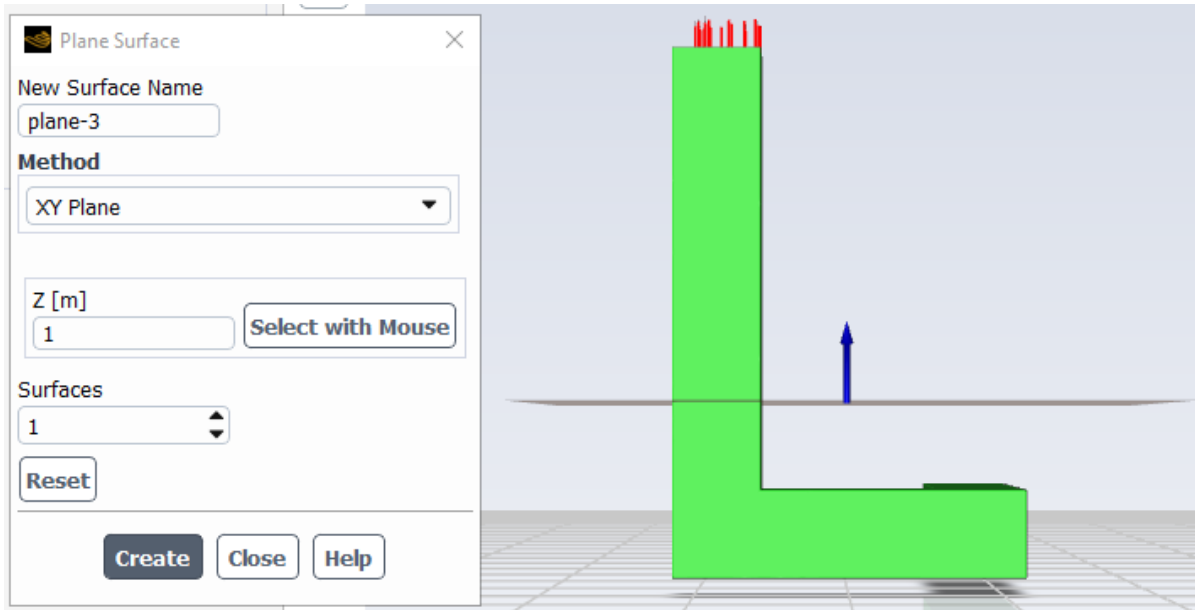 Plane Surface
New Surface Name
plane-3
Method
XY Plane
Z [m]
1
Select with Mouse
Surfaces
1
Reset
Create Close Help